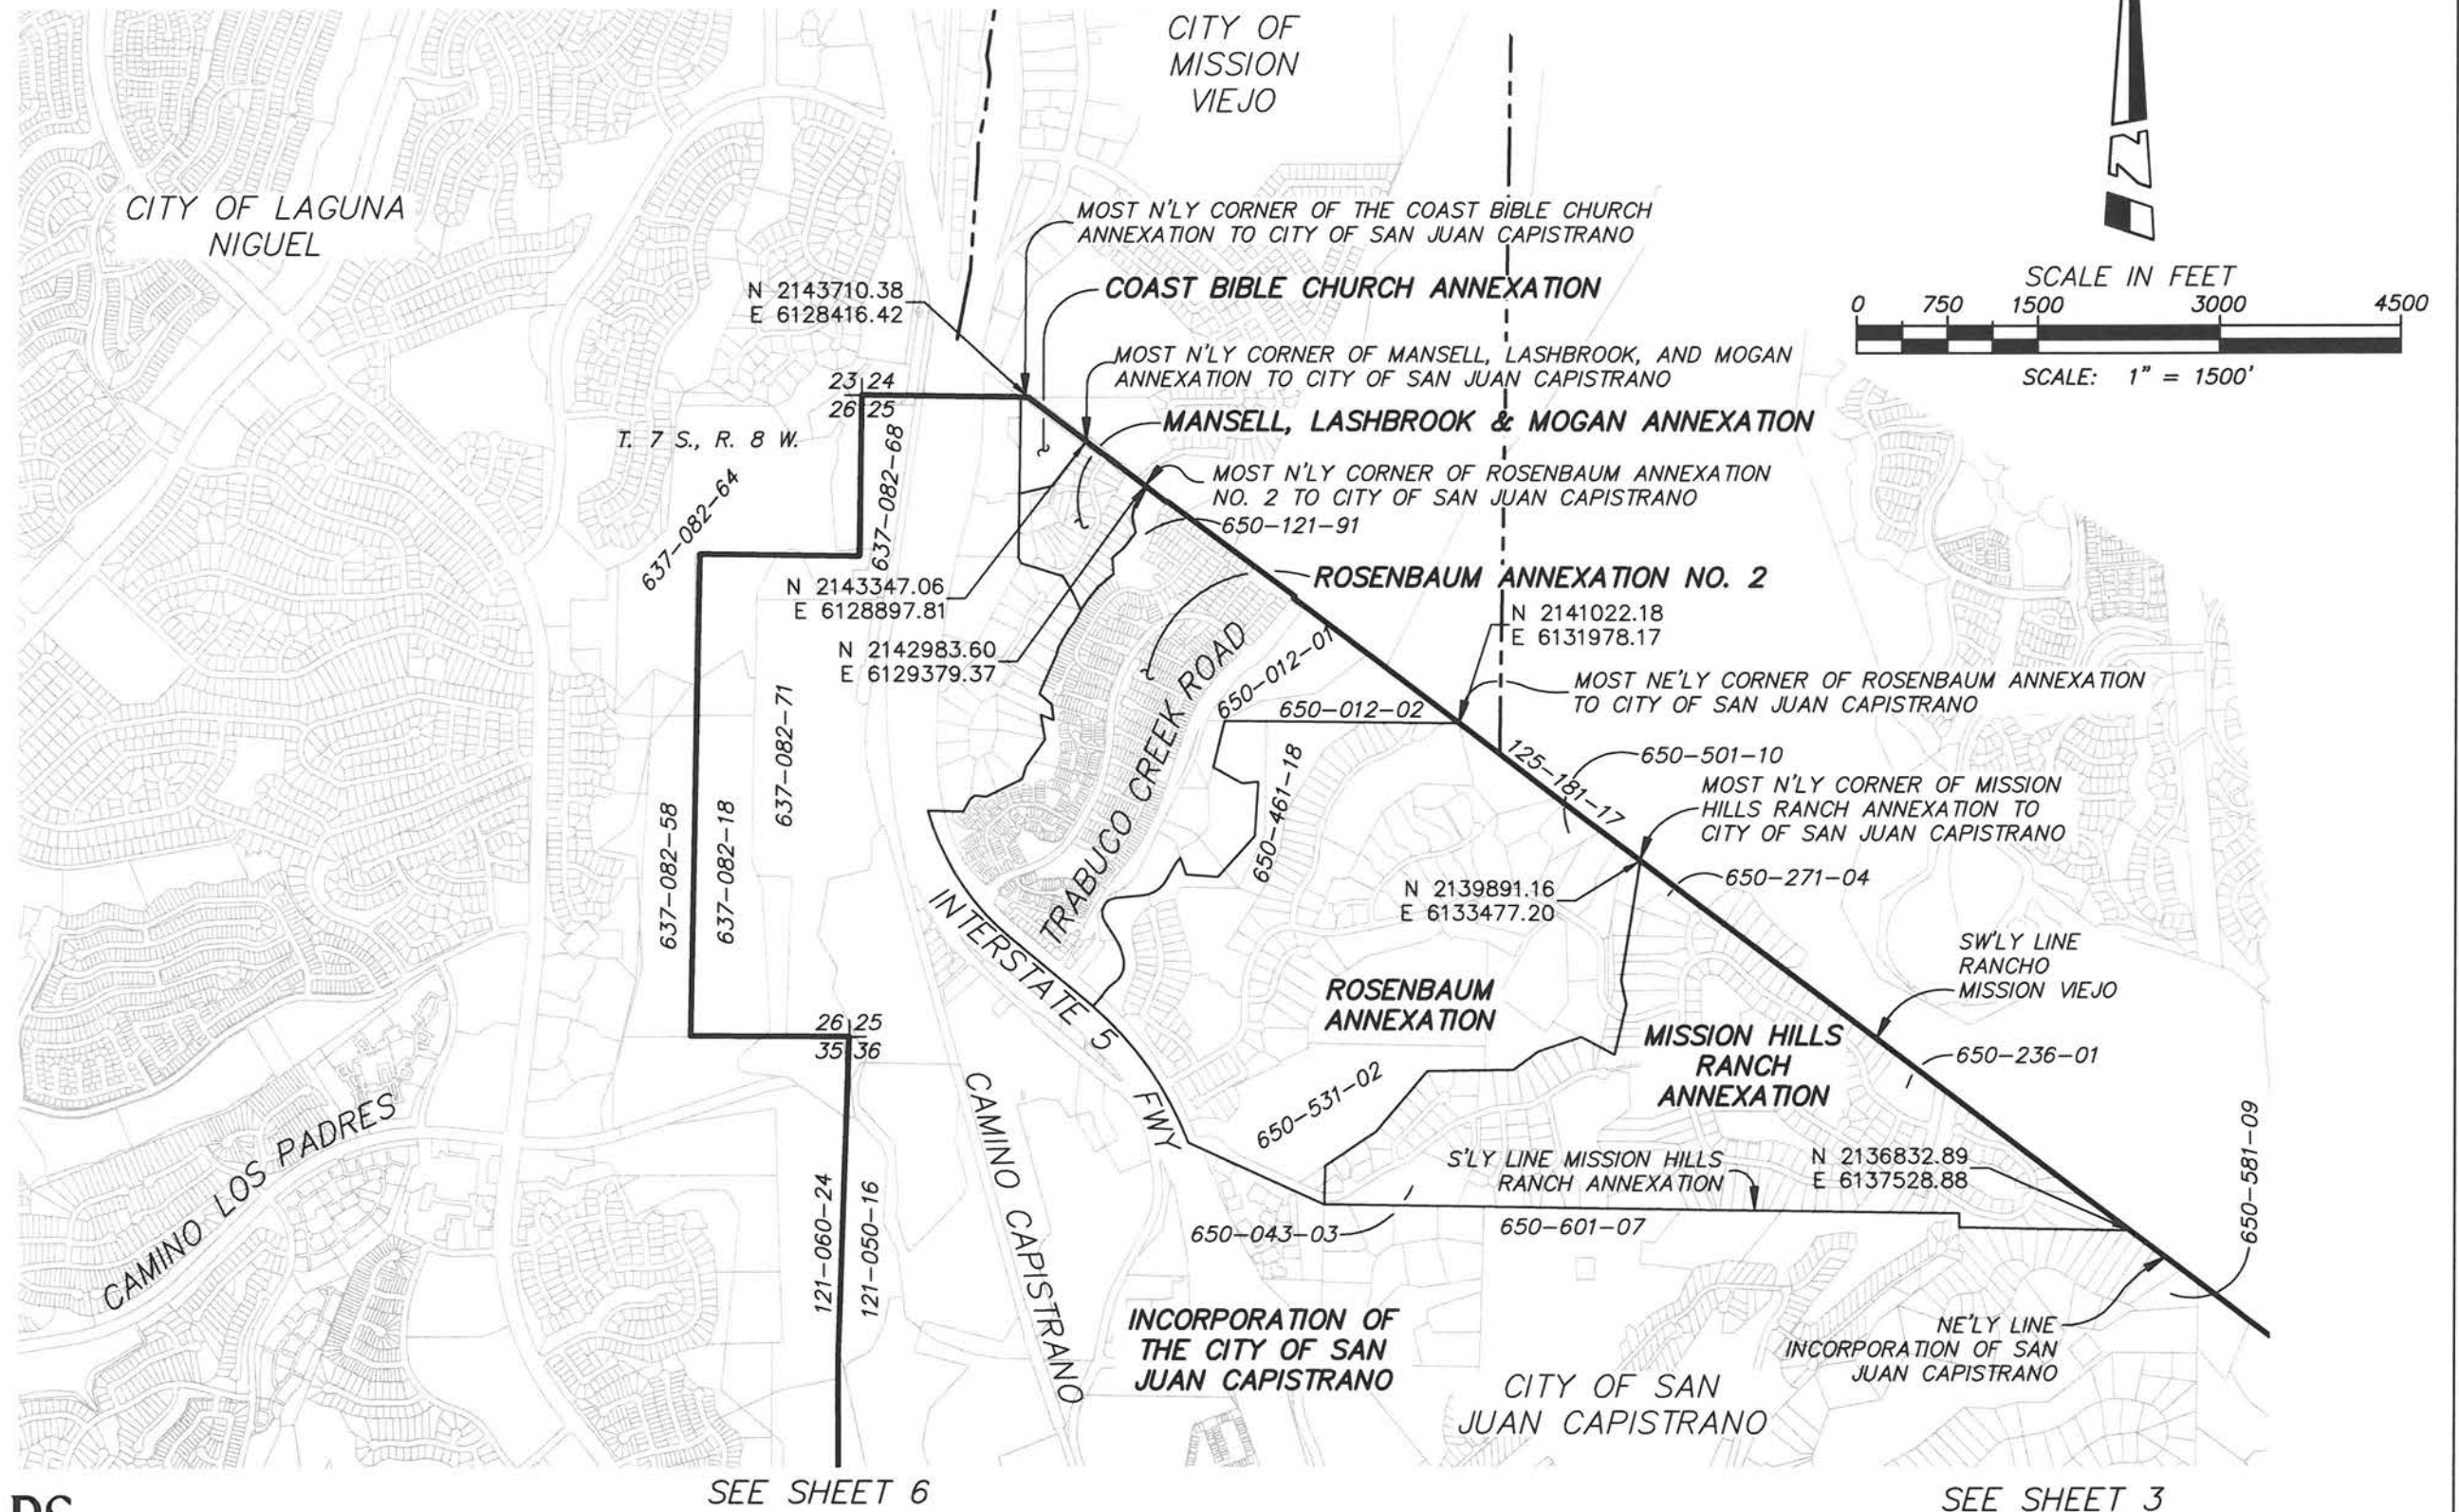 CITY OF
MISSION
VIEJO
CITY OF LAGUNA
NIGUEL
N
SCALE IN FEET
0 750 1500 3000 4500
SCALE: 1" = 1500'
MOST N'LY CORNER OF THE COAST BIBLE CHURCH
ANNEXATION TO CITY OF SAN JUAN CAPISTRANO
COAST BIBLE CHURCH ANNEXATION
N 2143710.38
E 6128416.42
MOST N'LY CORNER OF MANSELL, LASHBROOK, AND MOGAN
ANNEXATION TO CITY OF SAN JUAN CAPISTRANO
23 24
26 25
T. 7 S., R. 8 W.
MANSELL, LASHBROOK & MOGAN ANNEXATION
637-082-68
637-082-64
MOST N'LY CORNER OF ROSENBAUM ANNEXATION
NO. 2 TO CITY OF SAN JUAN CAPISTRANO
650-121-91
ROSENBAUM ANNEXATION NO. 2
N 2143347.06
E 6128897.81
N 2142983.60
E 6129379.37
N 2141022.18
E 6131978.17
MOST NE'LY CORNER OF ROSENBAUM ANNEXATION
TO CITY OF SAN JUAN CAPISTRANO
650-012-01
650-012-02
TRABUCO CREEK ROAD
637-082-71
637-082-58
637-082-18
650-461-18
125-181-17
650-501-10
MOST N'LY CORNER OF MISSION
HILLS RANCH ANNEXATION TO
CITY OF SAN JUAN CAPISTRANO
N 2139891.16
E 6133477.20
650-271-04
INTERSTATE 5 FWY
SW'LY LINE
RANCHO
MISSION VIEJO
ROSENBAUM
ANNEXATION
26 25
35 36
MISSION HILLS
RANCH
ANNEXATION
650-236-01
CAMINO LOS PADRES
CAMINO CAPISTRANO
650-531-02
S'LY LINE MISSION HILLS
RANCH ANNEXATION
N 2136832.89
E 6137528.88
650-581-09
121-060-24
121-050-16
650-043-03
650-601-07
INCORPORATION OF
THE CITY OF SAN
JUAN CAPISTRANO
NE'LY LINE
INCORPORATION OF SAN
JUAN CAPISTRANO
CITY OF SAN
JUAN CAPISTRANO
SEE SHEET 6
SEE SHEET 3